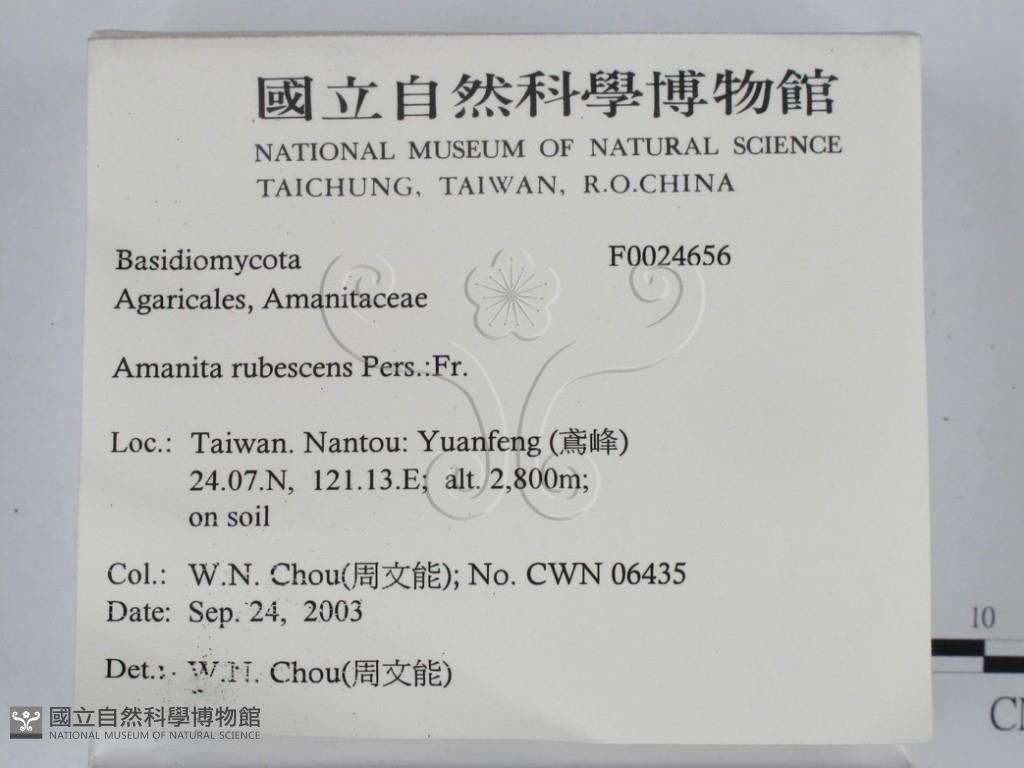 國立自然科學博物館
NATIONAL MUSEUM OF NATURAL SCIENCE
TAICHUNG, TAIWAN, R.O.CHINA
Basidiomycota F0024656
Agaricales, Amanitaceae
Amanita rubescens Pers.:Fr.
Loc.: Taiwan. Nantou: Yuanfeng (鳶峰)
24.07.N, 121.13.E; alt. 2,800m;
on soil
Col.: W.N. Chou(周文能); No. CWN 06435
Date: Sep. 24, 2003
Det.: W.N. Chou(周文能)
10
國立自然科學博物館
NATIONAL MUSEUM OF NATURAL SCIENCE